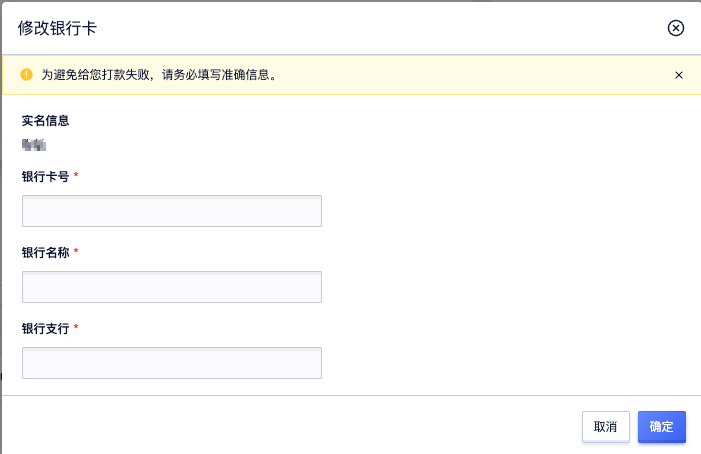 修改银行卡
为避免给您打款失败，请务必填写准确信息。
实名信息
银行卡号 *
银行名称 *
银行支行 *
取消
确定